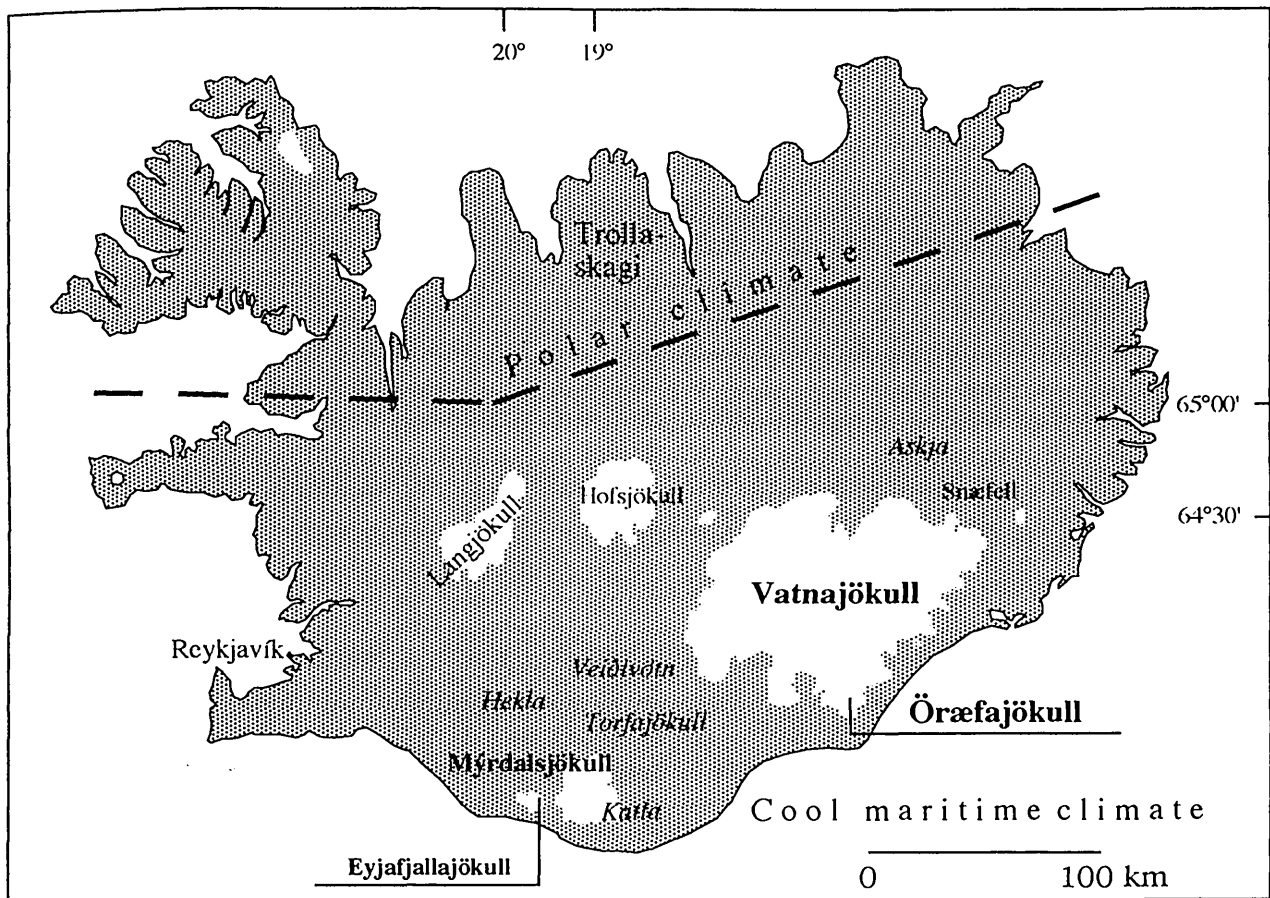 20° 19°
Trolla-
skagi
Polar climate
65°00'
Askja
Hofsjökull
Snæfell
64°30'
Langjökull
Vatnajökull
Reykjavík
Veidivötn
Hekla
Torfajökull
Öræfajökull
Mýrdalsjökull
Katla
Cool maritime climate
Eyjafjallajökull
0 100 km